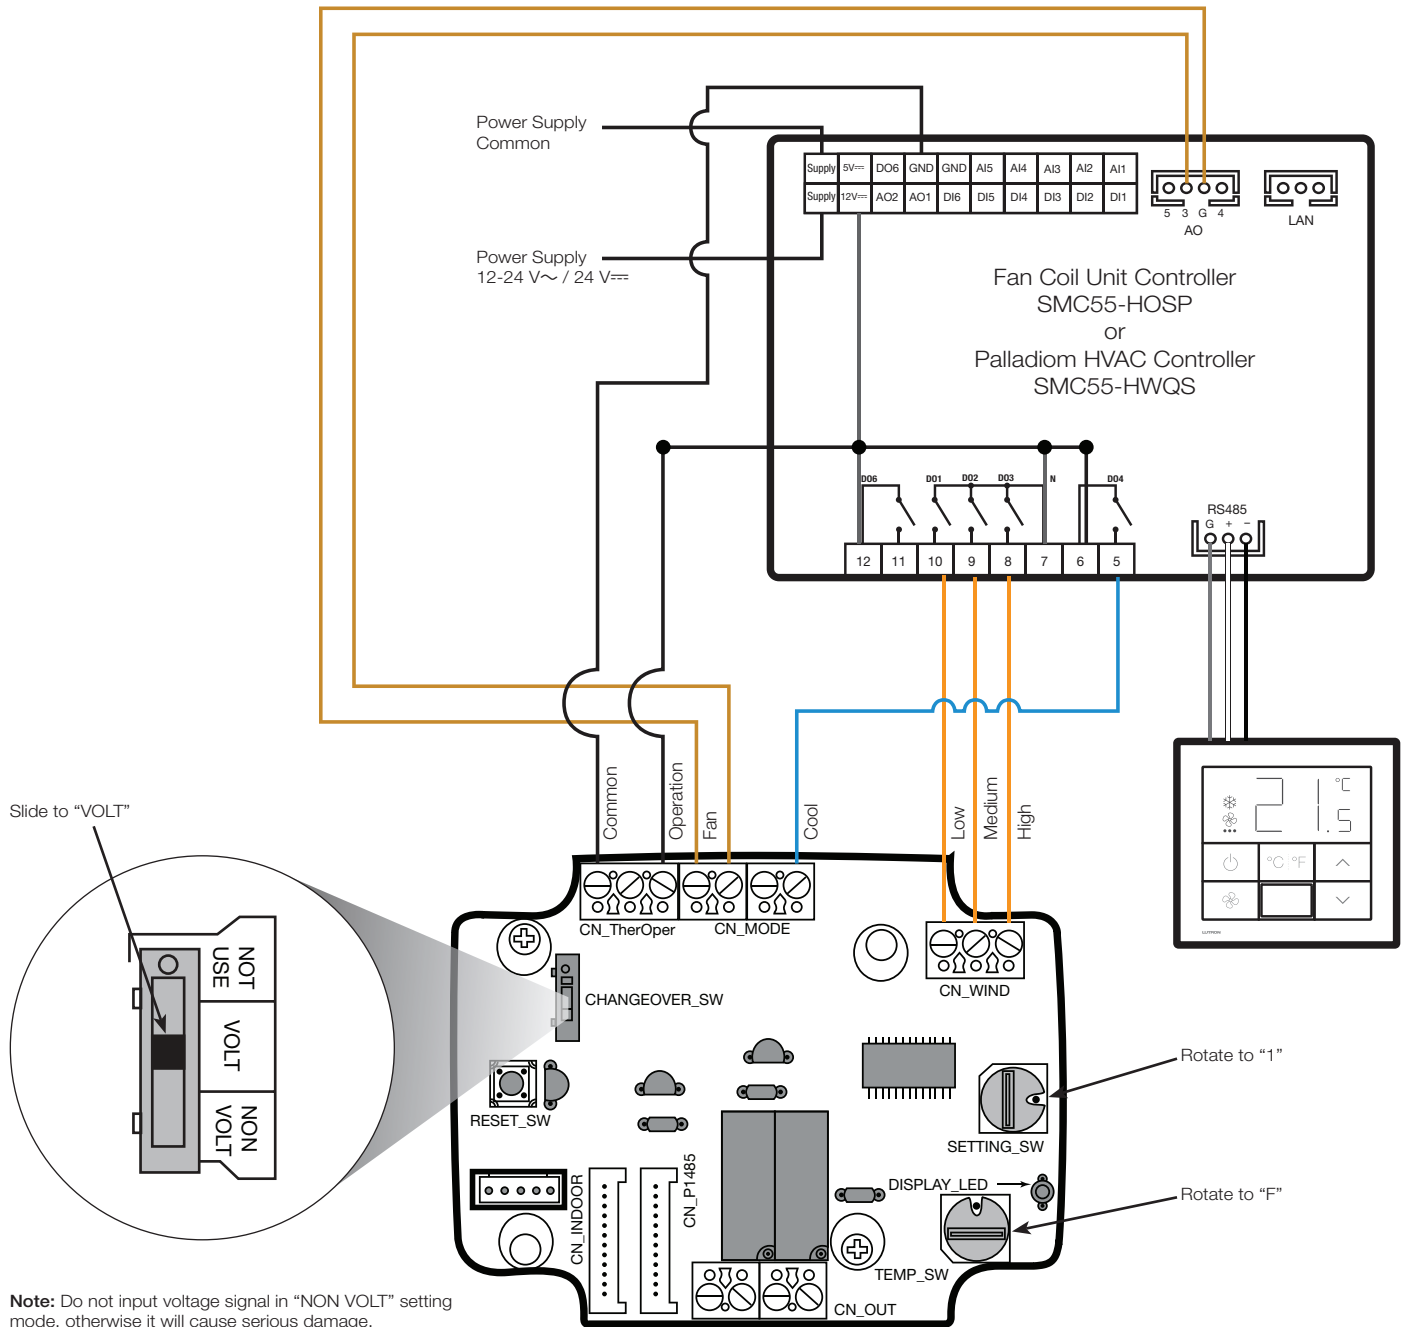 Power Supply
Common
Supply 5V⎓ DO6 GND GND AI5 AI4 AI3 AI2 AI1
Supply 12V⎓ AO2 AO1 DI6 DI5 DI4 DI3 DI2 DI1
5 3 G 4
AO
LAN
Power Supply
12-24 V~ / 24 V⎓
Fan Coil Unit Controller
SMC55-HOSP
or
Palladiom HVAC Controller
SMC55-HWQS
DO6 DO1 DO2 DO3 N DO4
12 11 10 9 8 7 6 5
RS485
G + −
Common
Operation
Fan
Cool
Low
Medium
High
21.5 °C
°C °F
LUTRON
Slide to “VOLT”
NOT
USE
VOLT
NON
VOLT
CN_TherOper
CN_MODE
CN_WIND
CHANGEOVER_SW
RESET_SW
Rotate to “1”
SETTING_SW
CN_INDOOR
CN_P1485
DISPLAY_LED
Rotate to “F”
TEMP_SW
CN_OUT
Note: Do not input voltage signal in “NON VOLT” setting
mode, otherwise it will cause serious damage.